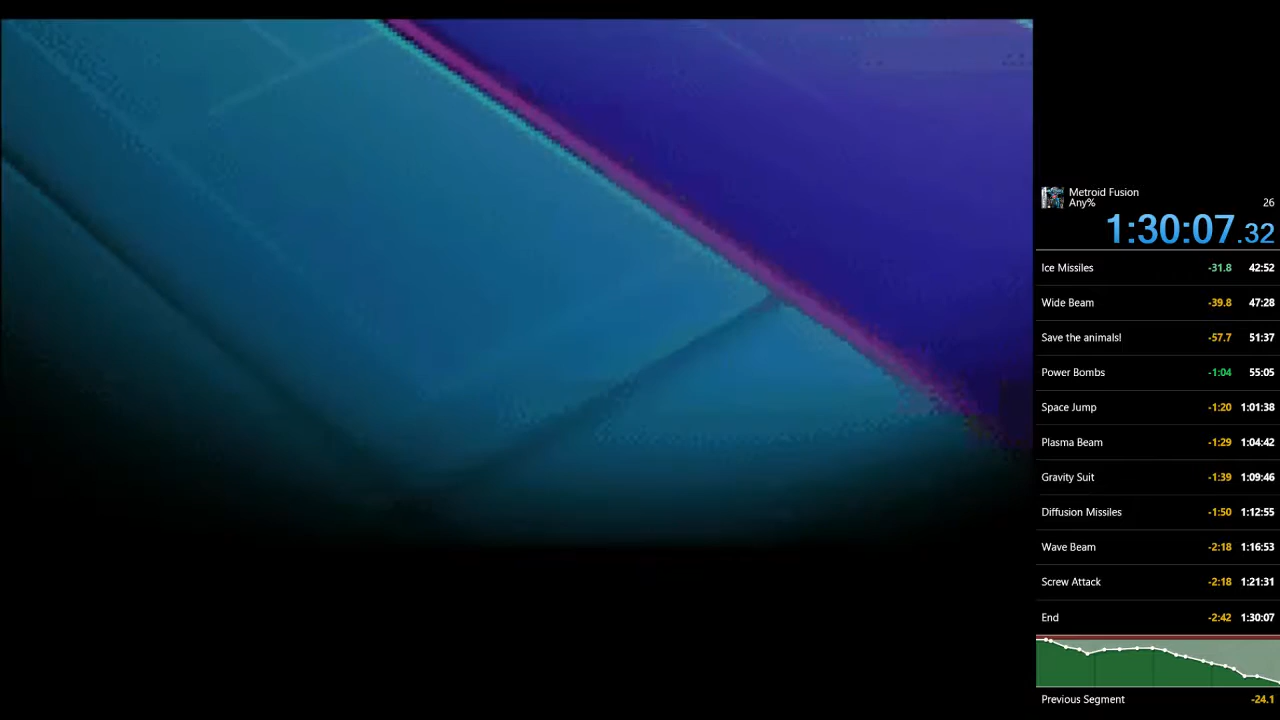 Metroid Fusion
Any% 26
1:30:07.32
Ice Missiles -31.8 42:52
Wide Beam -39.8 47:28
Save the animals! -57.7 51:37
Power Bombs -1:04 55:05
Space Jump -1:20 1:01:38
Plasma Beam -1:29 1:04:42
Gravity Suit -1:39 1:09:46
Diffusion Missiles -1:50 1:12:55
Wave Beam -2:18 1:16:53
Screw Attack -2:18 1:21:31
End -2:42 1:30:07
Previous Segment -24.1